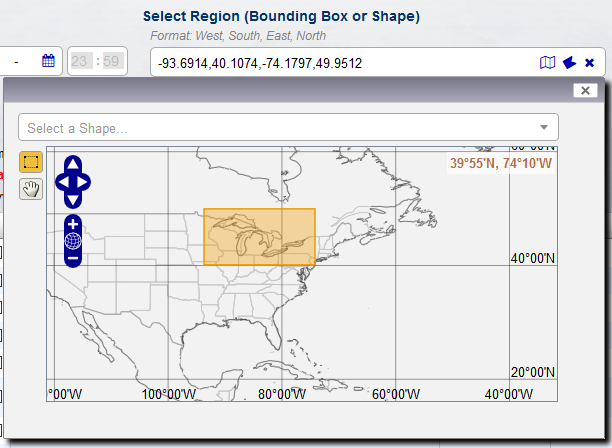 Select Region (Bounding Box or Shape)
Format: West, South, East, North
- 23 : 59 -93.6914,40.1074,-74.1797,49.9512
Select a Shape...
39°55'N, 74°10'W
40°00'N
20°00'N
°00'W 100°00'W 80°00'W 60°00'W 40°00'W